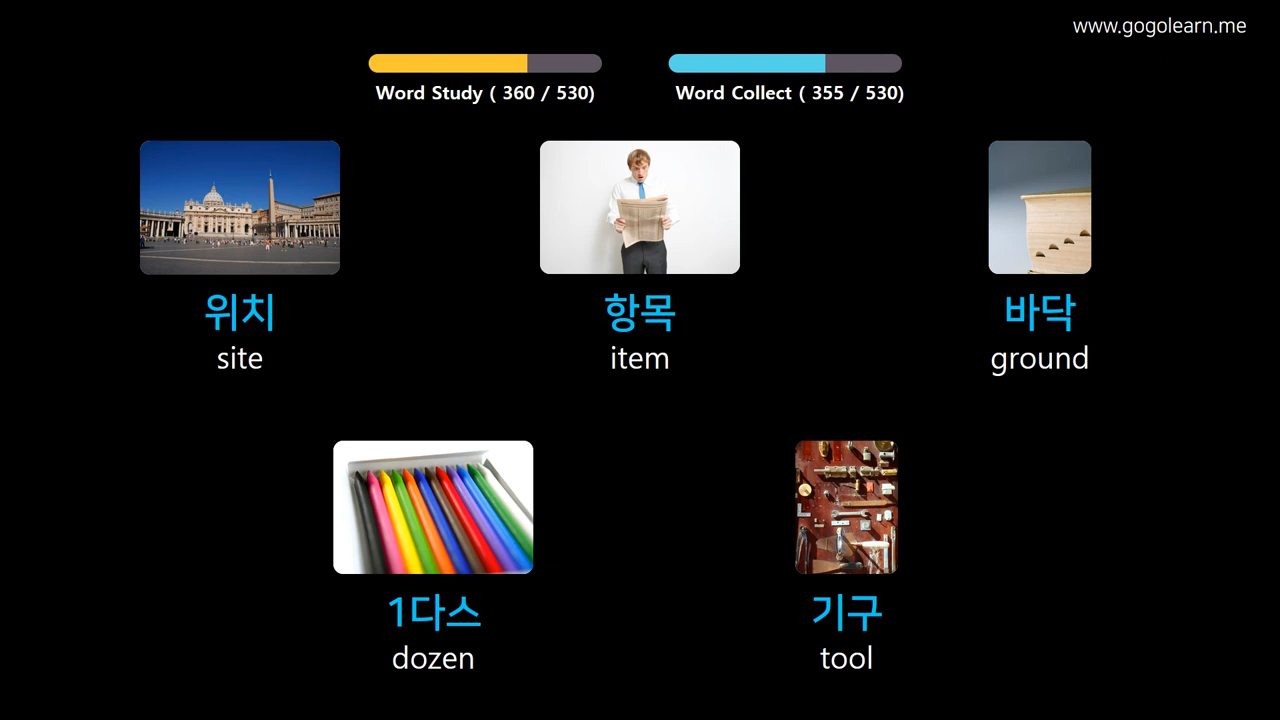 www.gogolearn.me
Word Study ( 360 / 530)
Word Collect ( 355 / 530)
위치
site
항목
item
바닥
ground
1다스
dozen
기구
tool